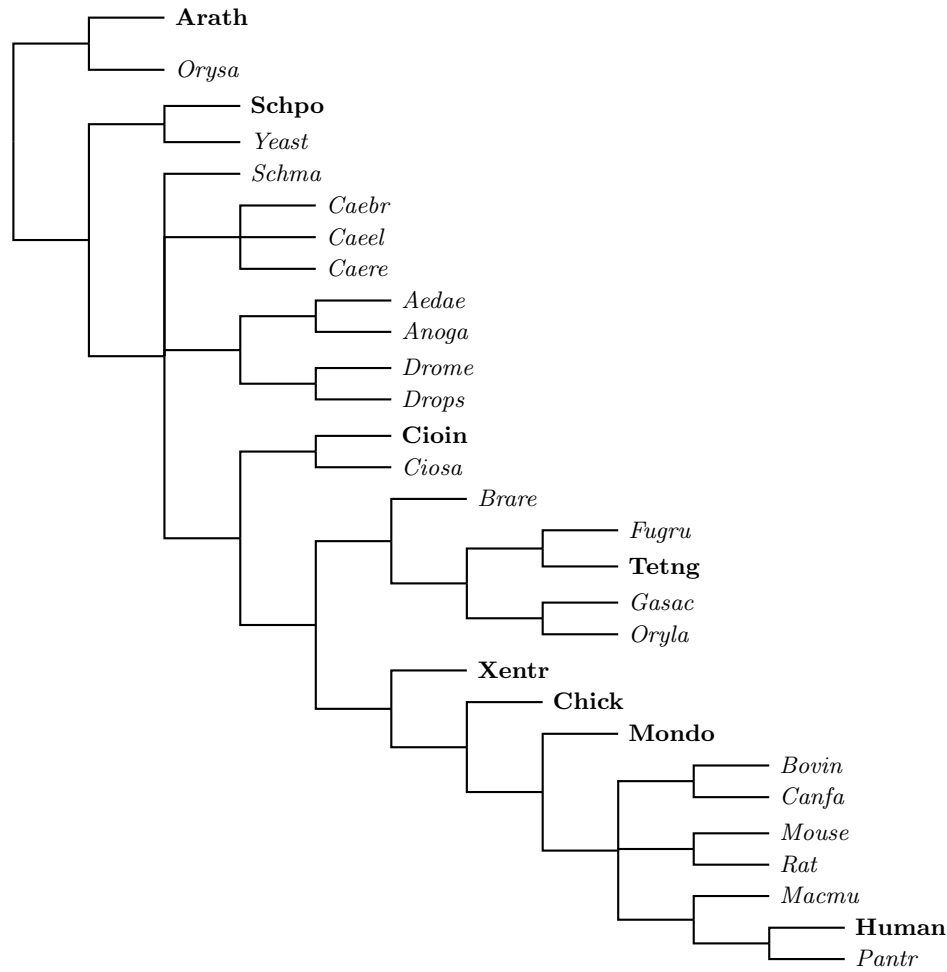 Arath
Orysa
Schpo
Yeast
Schma
Caebr
Caeel
Caere
Aedae
Anoga
Drome
Drops
Cioin
Ciosa
Brare
Fugru
Tetng
Gasac
Oryla
Xentr
Chick
Mondo
Bovin
Canfa
Mouse
Rat
Macmu
Human
Pantr